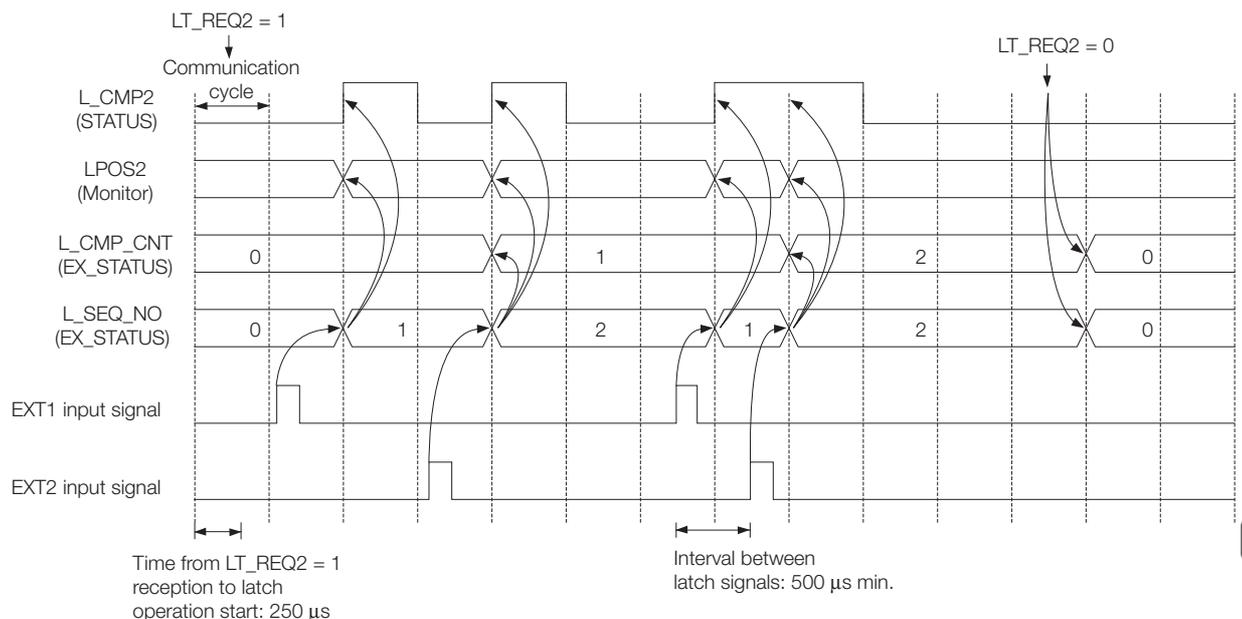 LT_REQ2 = 1
LT_REQ2 = 0
Communication
cycle
L_CMP2
(STATUS)
LPOS2
(Monitor)
L_CMP_CNT
(EX_STATUS)
0 1 2 0
L_SEQ_NO
(EX_STATUS)
0 1 2 1 2 0
EXT1 input signal
EXT2 input signal
Time from LT_REQ2 = 1
reception to latch
operation start: 250 μs
Interval between
latch signals: 500 μs min.